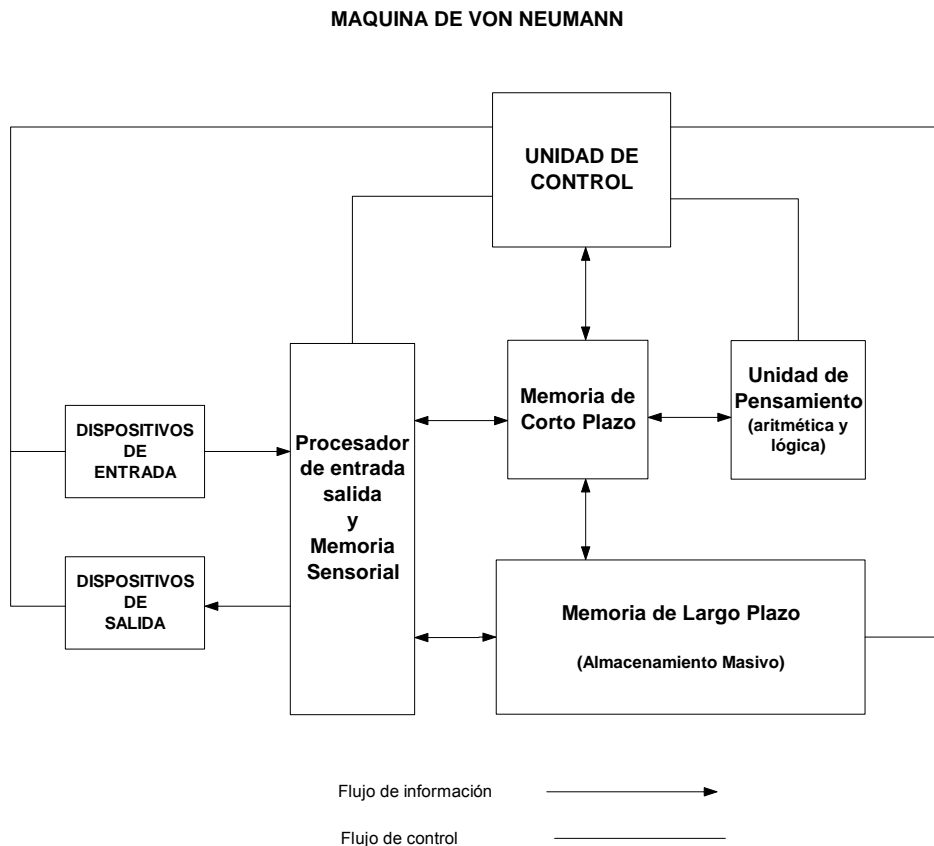 MAQUINA DE VON NEUMANN
UNIDAD DE
CONTROL
Memoria de
Corto Plazo
Unidad de
Pensamiento
(aritmética y
lógica)
DISPOSITIVOS
DE
ENTRADA
Procesador
de entrada
salida
y
Memoria
Sensorial
DISPOSITIVOS
DE
SALIDA
Memoria de Largo Plazo
(Almacenamiento Masivo)
Flujo de información
Flujo de control